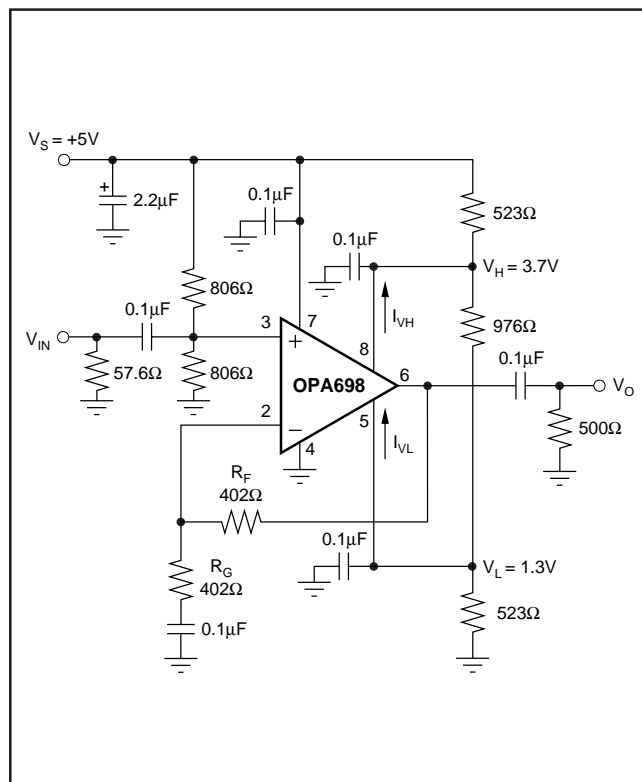 V_S = +5V
2.2µF
0.1µF
523Ω
0.1µF
V_H = 3.7V
806Ω
0.1µF
I_VH
976Ω
V_IN
3
7
8
6
0.1µF
V_O
57.6Ω
806Ω
OPA698
2
4
5
I_VL
500Ω
R_F
402Ω
0.1µF
V_L = 1.3V
R_G
402Ω
523Ω
0.1µF
+
+
−